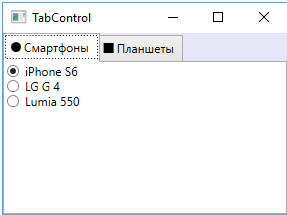 TabControl
Смартфоны Планшеты
iPhone S6
LG G 4
Lumia 550